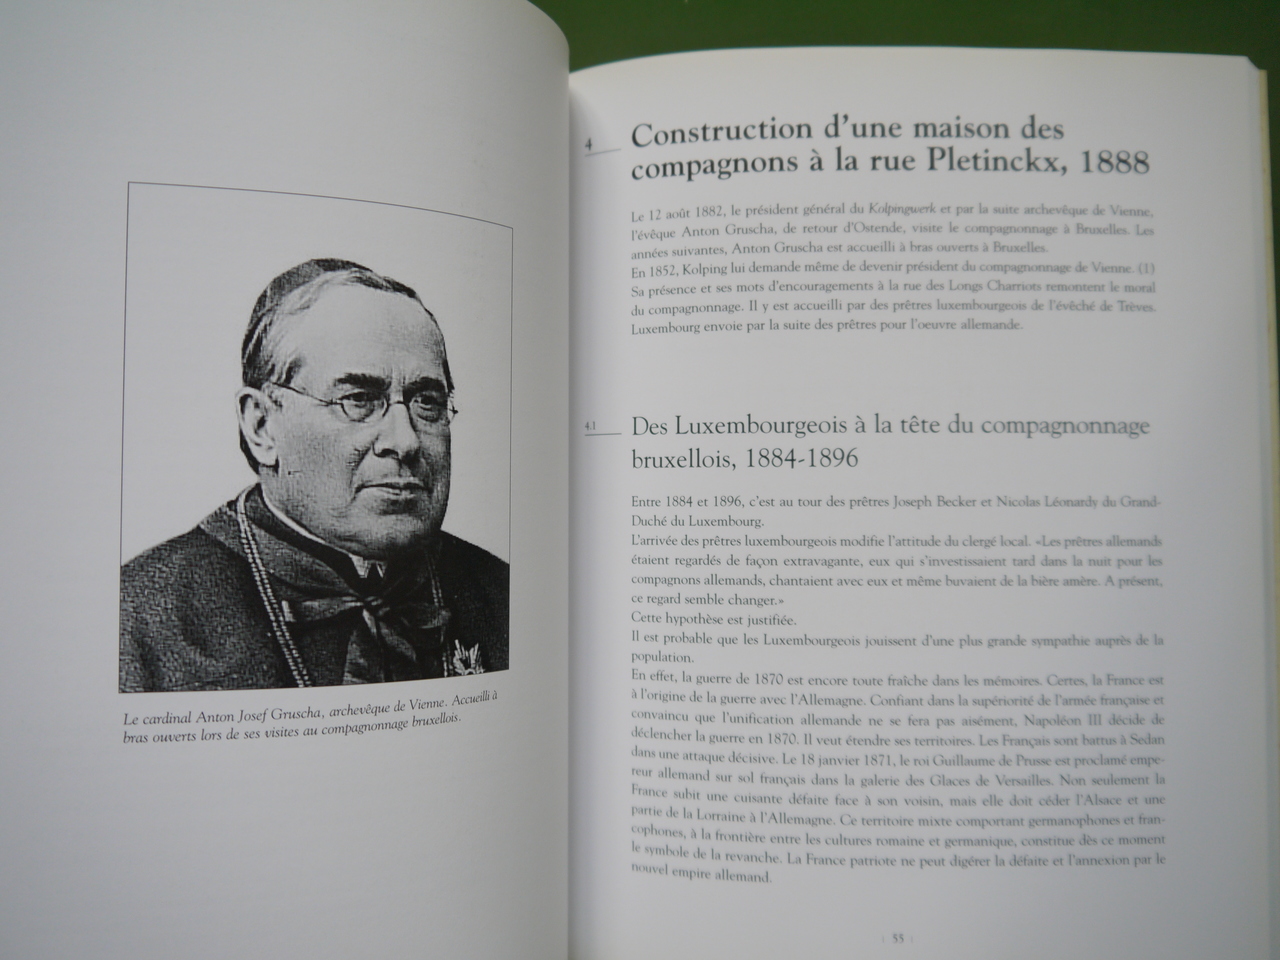 Le cardinal Anton Josef Gruscha, archevêque de Vienne. Accueilli à
bras ouverts lors de ses visites au compagnonnage bruxellois.
4
Construction d'une maison des
compagnons à la rue Pletinckx, 1888
Le 12 août 1882, le président général du Kolpingwerk et par la suite archevêque de Vienne,
l'évêque Anton Gruscha, de retour d'Ostende, visite le compagnonnage à Bruxelles. Les
années suivantes, Anton Gruscha est accueilli à bras ouverts à Bruxelles.
En 1852, Kolping lui demande même de devenir président du compagnonnage de Vienne. (1)
Sa présence et ses mots d'encouragements à la rue des Longs Charriots remontent le moral
du compagnonnage. Il y est accueilli par des prêtres luxembourgeois de l'évêché de Trèves.
Luxembourg envoie par la suite des prêtres pour l'oeuvre allemande.
4.1
Des Luxembourgeois à la tête du compagnonnage
bruxellois, 1884-1896
Entre 1884 et 1896, c'est au tour des prêtres Joseph Becker et Nicolas Léonardy du Grand-
Duché du Luxembourg.
L'arrivée des prêtres luxembourgeois modifie l'attitude du clergé local. «Les prêtres allemands
étaient regardés de façon extravagante, eux qui s'investissaient tard dans la nuit pour les
compagnons allemands, chantaient avec eux et même buvaient de la bière amère. A présent,
ce regard semble changer.»
Cette hypothèse est justifiée.
Il est probable que les Luxembourgeois jouissent d'une plus grande sympathie auprès de la
population.
En effet, la guerre de 1870 est encore toute fraîche dans les mémoires. Certes, la France est
à l'origine de la guerre avec l'Allemagne. Confiant dans la supériorité de l'armée française et
convaincu que l'unification allemande ne se fera pas aisément, Napoléon III décide de
déclencher la guerre en 1870. Il veut étendre ses territoires. Les Français sont battus à Sedan
dans une attaque décisive. Le 18 janvier 1871, le roi Guillaume de Prusse est proclamé empe-
reur allemand sur sol français dans la galerie des Glaces de Versailles. Non seulement la
France subit une cuisante défaite face à son voisin, mais elle doit céder l'Alsace et une
partie de la Lorraine à l'Allemagne. Ce territoire mixte comportant germanophones et fran-
cophones, à la frontière entre les cultures romaine et germanique, constitue dès ce moment
le symbole de la revanche. La France patriote ne peut digérer la défaite et l'annexion par le
nouvel empire allemand.
55